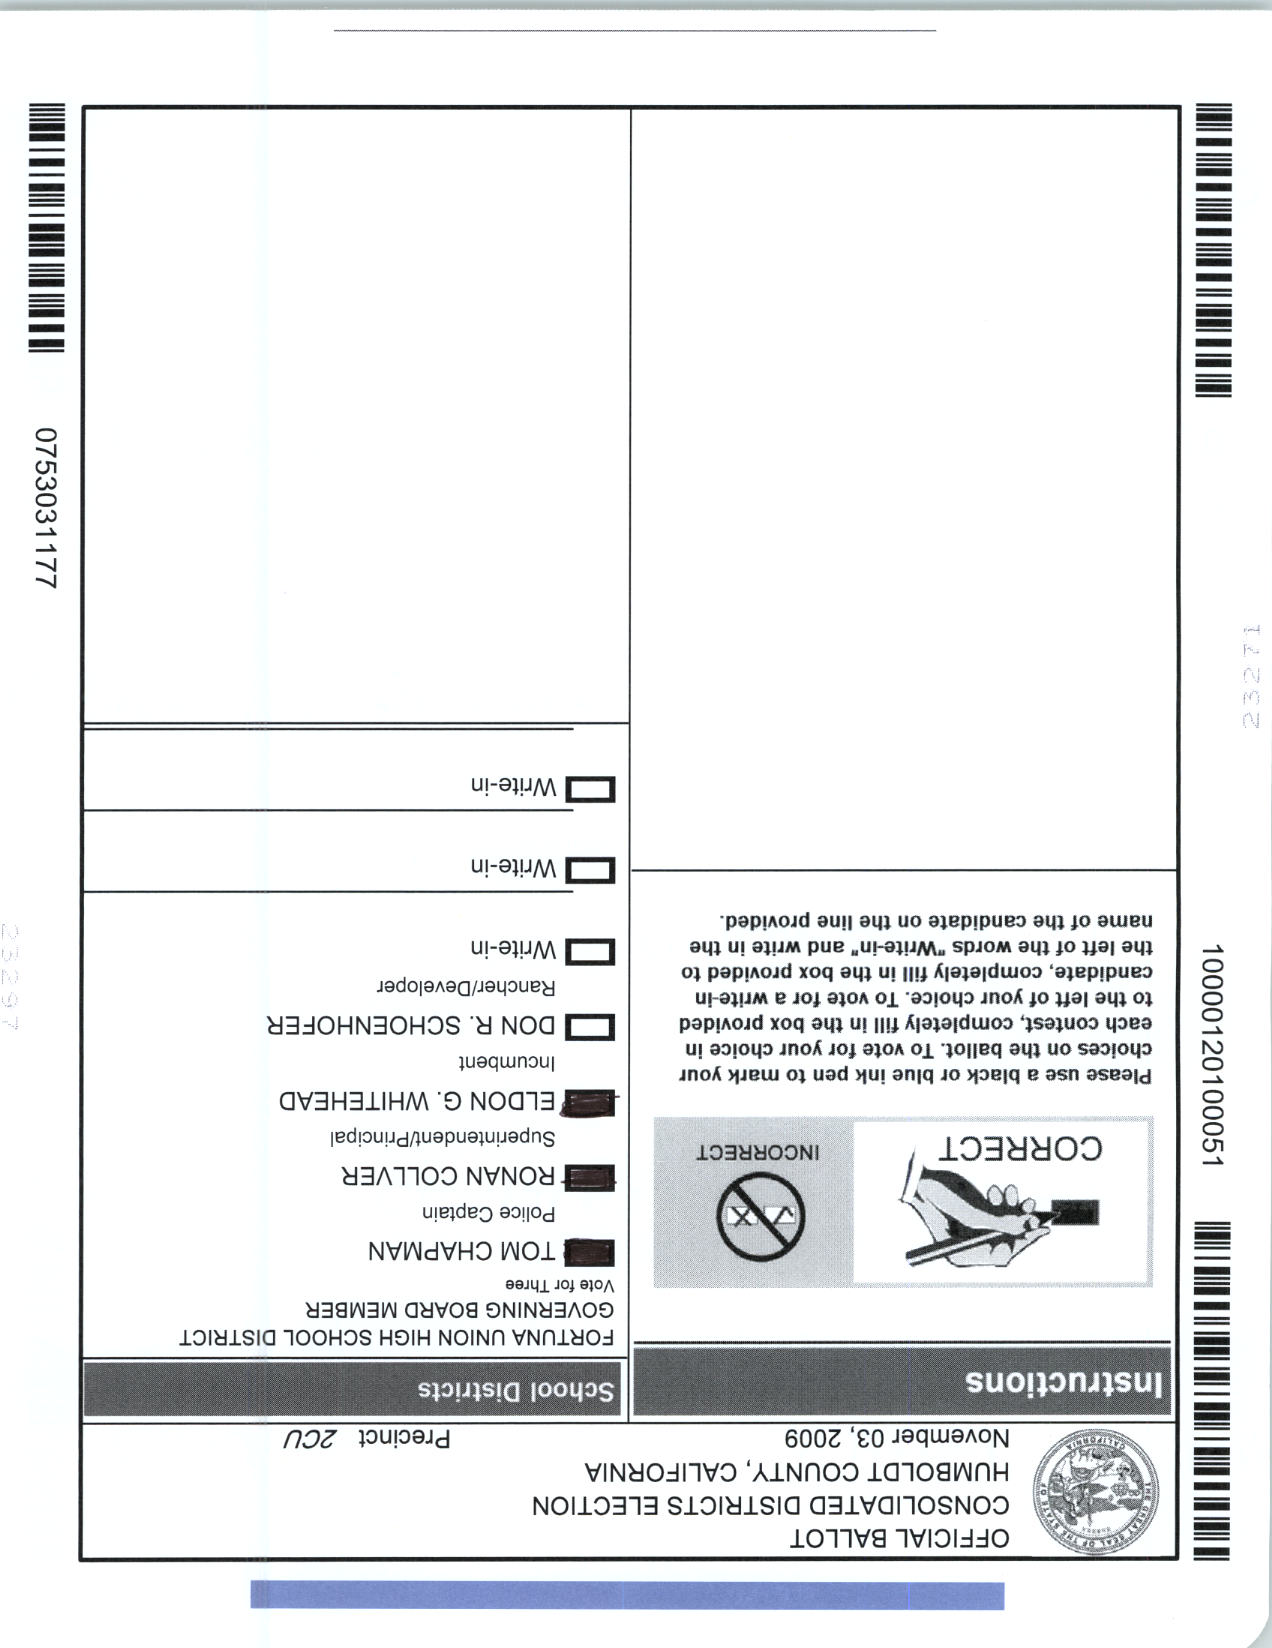 OFFICIAL BALLOT
CONSOLIDATED DISTRICTS ELECTION
HUMBOLDT COUNTY, CALIFORNIA
November 03, 2009
Precinct 2CU
Instructions
CORRECT
INCORRECT
Please use a black or blue ink pen to mark your
choices on the ballot. To vote for your choice in
each contest, completely fill in the box provided
to the left of your choice. To vote for a write-in
candidate, completely fill in the box provided to
the left of the words "Write-in" and write in the
name of the candidate on the line provided.
School Districts
FORTUNA UNION HIGH SCHOOL DISTRICT
GOVERNING BOARD MEMBER
Vote for Three
TOM CHAPMAN
Police Captain
RONAN COLLVER
Superintendent/Principal
ELDON G. WHITEHEAD
Incumbent
DON R. SCHOENHOFER
Rancher/Developer
Write-in
Write-in
Write-in
10000120100051
0753031177
23271
23297